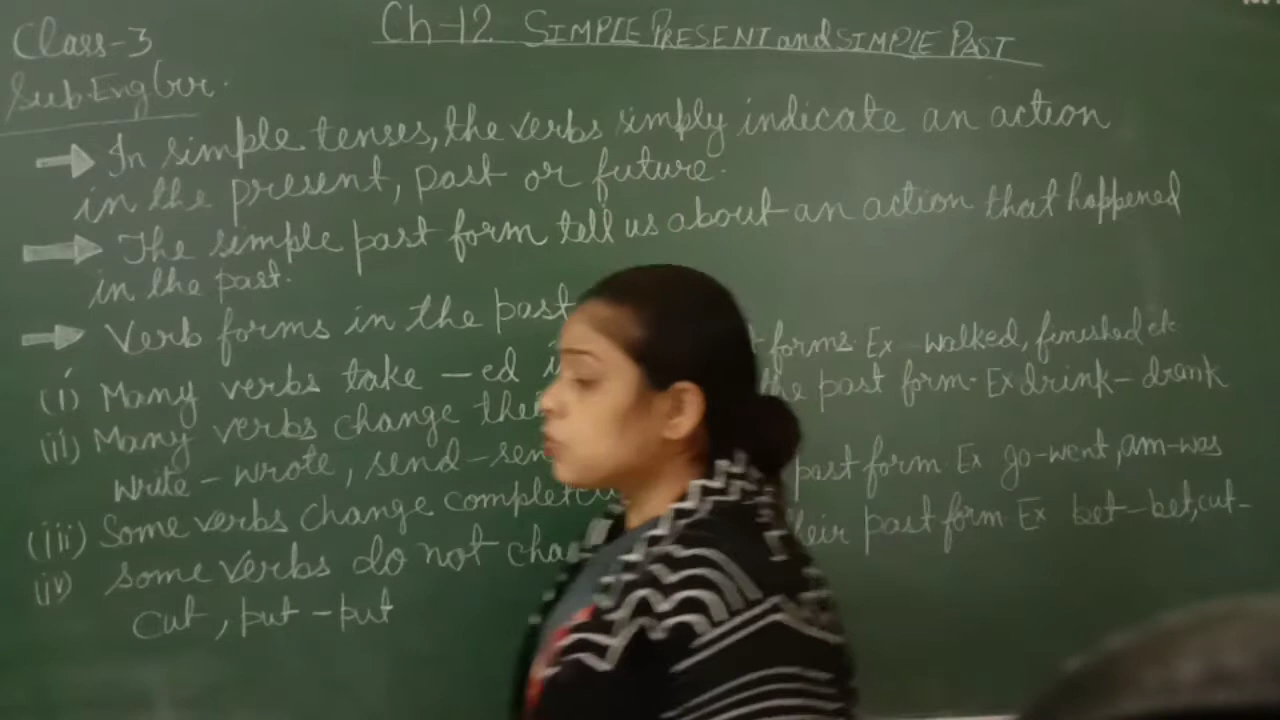 Class-3
Sub. Eng Gr.
Ch-12 SIMPLE PRESENT and SIMPLE PAST
→ In simple tenses, the verbs simply indicate an action
in the present, past or future.
→ The simple past form tell us about an action that happened
in the past.
→ Verb forms in the past
(i) Many verbs take -ed forms. Ex walked, finished etc
(ii) Many verbs change past form. Ex drink-drank
write-wrote, send-
(iii) Some verbs change past form Ex go-went, am-was
(iv) some verbs do not past form Ex bet-bet, cut-
cut, put-put